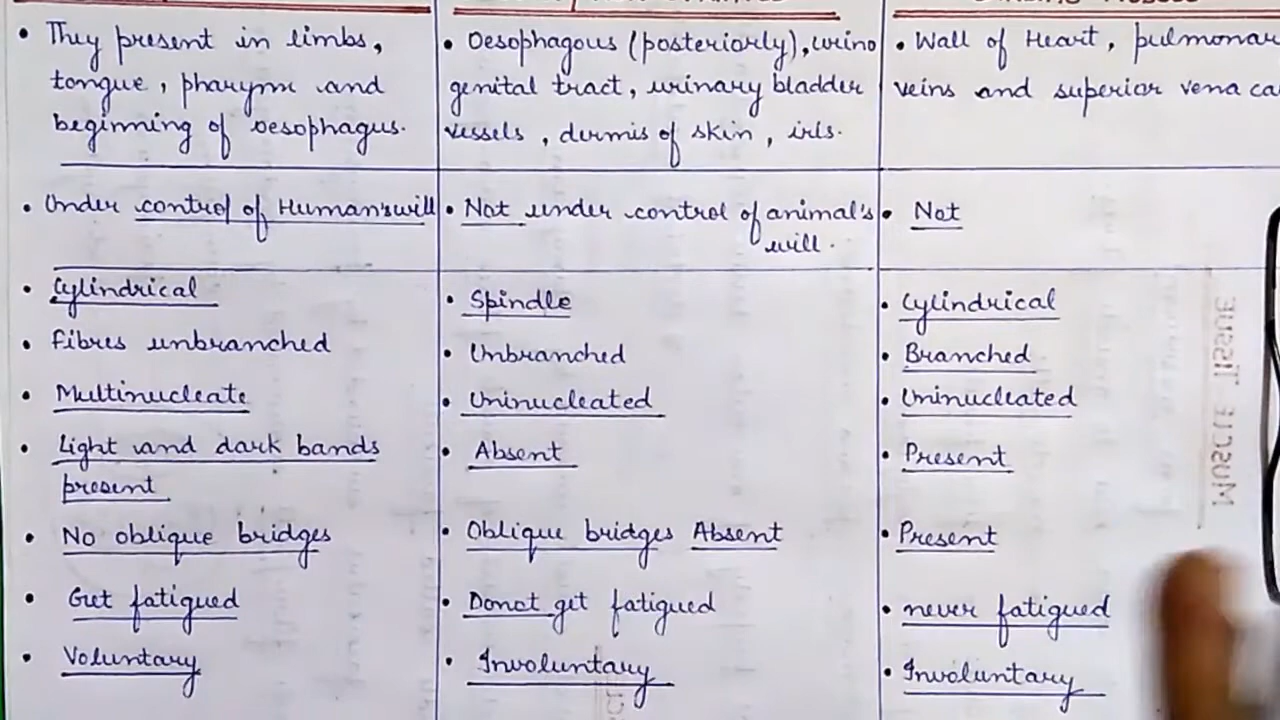 • They present in limbs,
tongue, pharynx and
beginning of oesophagus.
• Oesophagous (posteriorly), urino
genital tract, urinary bladder
vessels, dermis of skin, iris.
• Wall of Heart, pulmonar
veins and superior vena ca
• Under control of Human's will
• Not under control of animal's
will.
• Not
• Cylindrical
• Spindle
• Cylindrical
• Fibres unbranched
• Unbranched
• Branched
• Multinucleate
• Uninucleated
• Uninucleated
• Light and dark bands
present
• Absent
• Present
• No oblique bridges
• Oblique bridges Absent
• Present
• Get fatigued
• Donot get fatigued
• never fatigued
• Voluntary
• Involuntary
• Involuntary
MUSCLE TISSUE